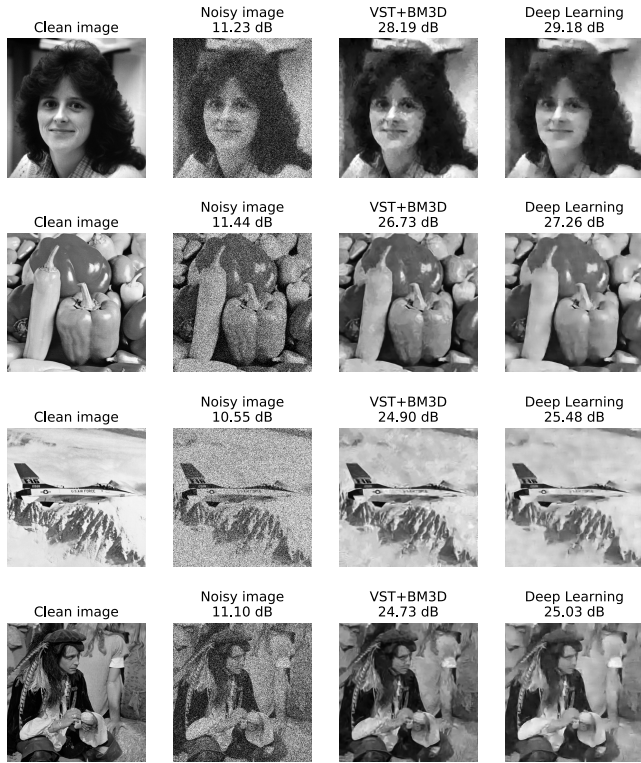 Clean image
Noisy image
11.23 dB
VST+BM3D
28.19 dB
Deep Learning
29.18 dB
Clean image
Noisy image
11.44 dB
VST+BM3D
26.73 dB
Deep Learning
27.26 dB
Clean image
Noisy image
10.55 dB
VST+BM3D
24.90 dB
Deep Learning
25.48 dB
Clean image
Noisy image
11.10 dB
VST+BM3D
24.73 dB
Deep Learning
25.03 dB